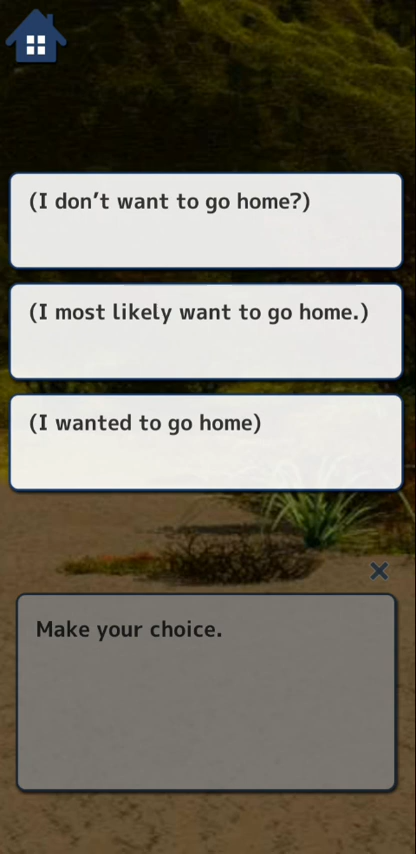 (I don’t want to go home?)
(I most likely want to go home.)
(I wanted to go home)
Make your choice.